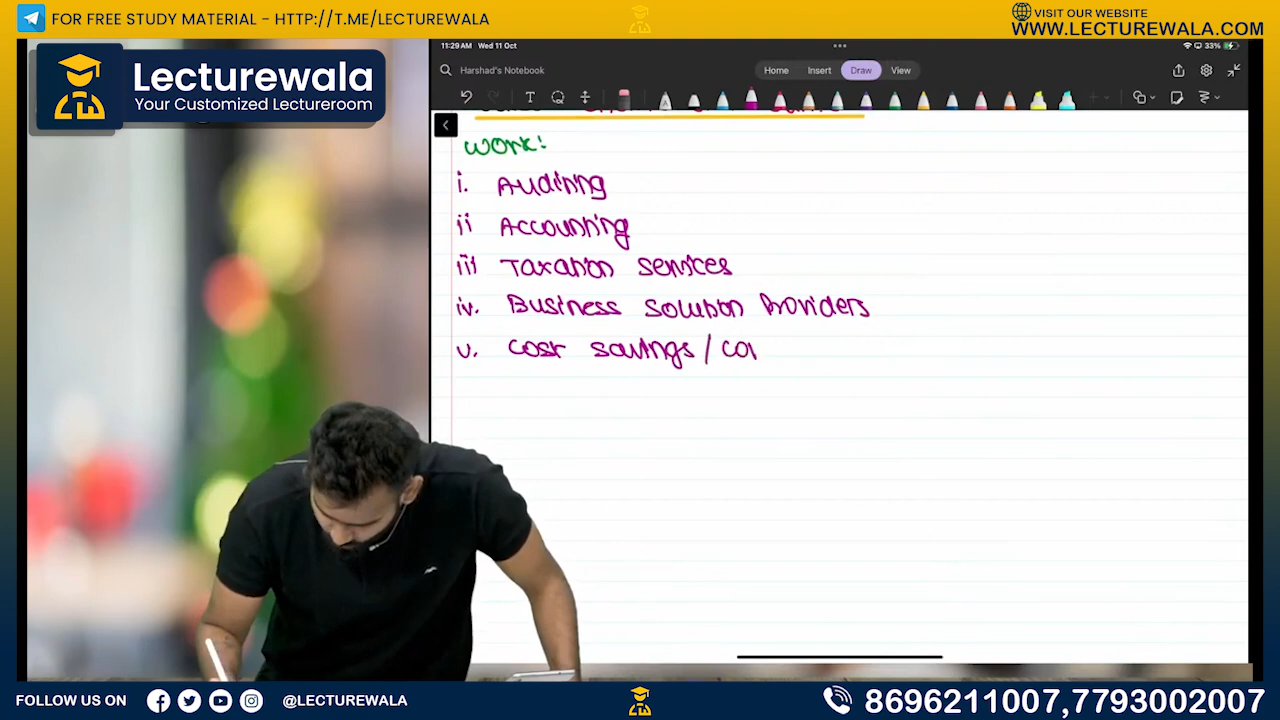 FOR FREE STUDY MATERIAL - HTTP://T.ME/LECTUREWALA
VISIT OUR WEBSITE
WWW.LECTUREWALA.COM
Lecturewala
Your Customized Lectureroom
11:29 AM Wed 11 Oct
33%
Harshad's Notebook
Home Insert Draw View
Work:
i. Auditing
ii Accounting
iii Taxation Services
iv. Business Solution Providers
v. Cost Savings /
FOLLOW US ON @LECTUREWALA
8696211007,7793002007